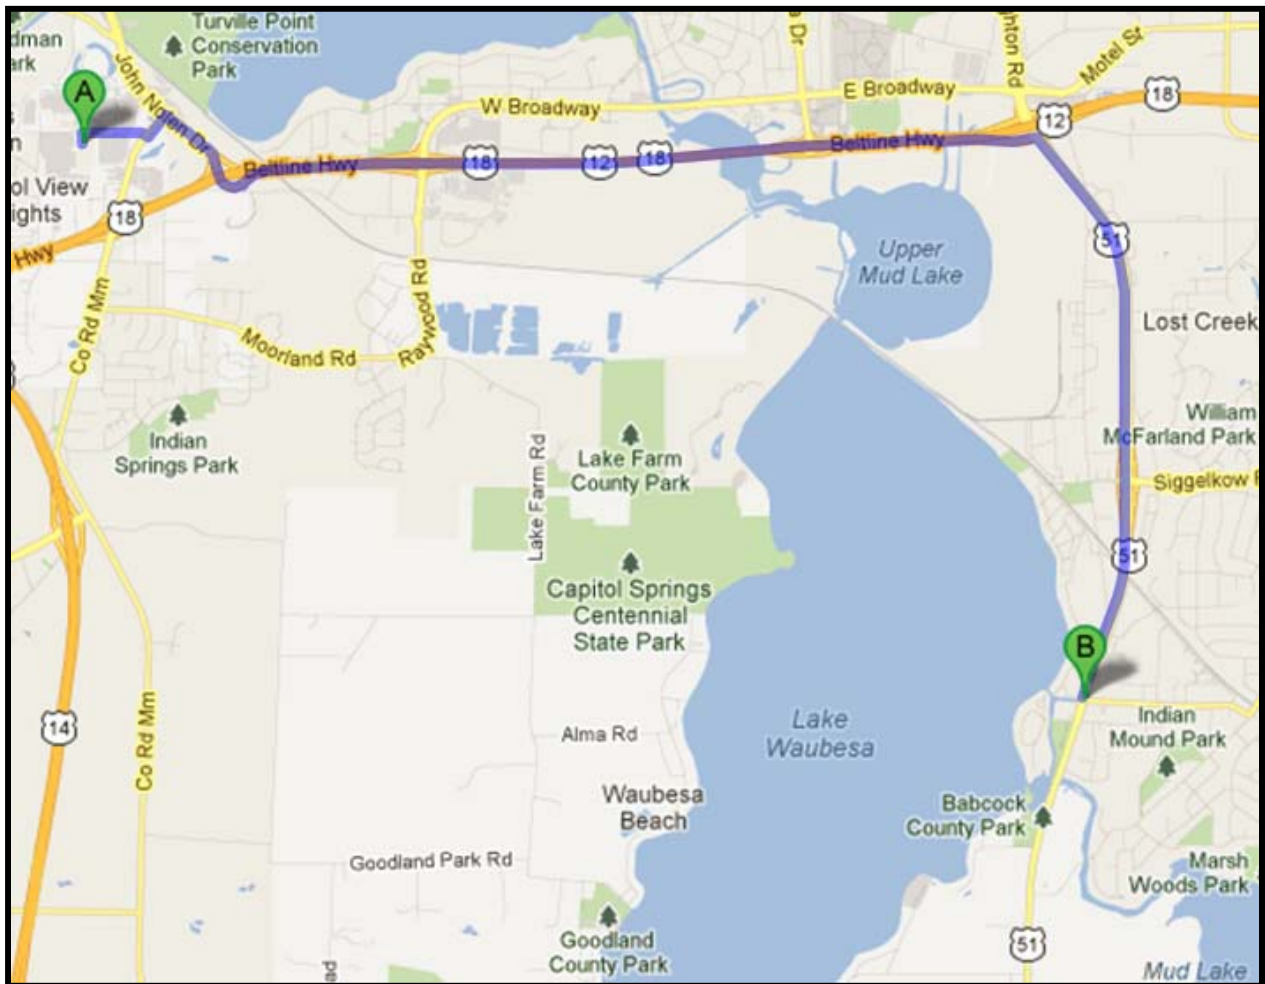 Turville Point
Conservation
Park
dman
ark
John Nolen Dr
A
n
ol View
ights
Hwy
18
Beltline Hwy
W Broadway
18
12
18
a Dr
E Broadway
Beltline Hwy
ghton Rd
Motel St
18
12
51
Upper
Mud Lake
Lost Creek
Co Rd Mm
Moorland Rd
Raywood Rd
Indian
Springs Park
Lake Farm Rd
Lake Farm
County Park
William
McFarland Park
Siggelkow
51
Capitol Springs
Centennial
State Park
B
14
Co Rd Mm
Alma Rd
Lake
Waubesa
Indian
Mound Park
Waubesa
Beach
Babcock
County Park
Goodland Park Rd
Marsh
Woods Park
Goodland
County Park
ad
51
Mud Lake